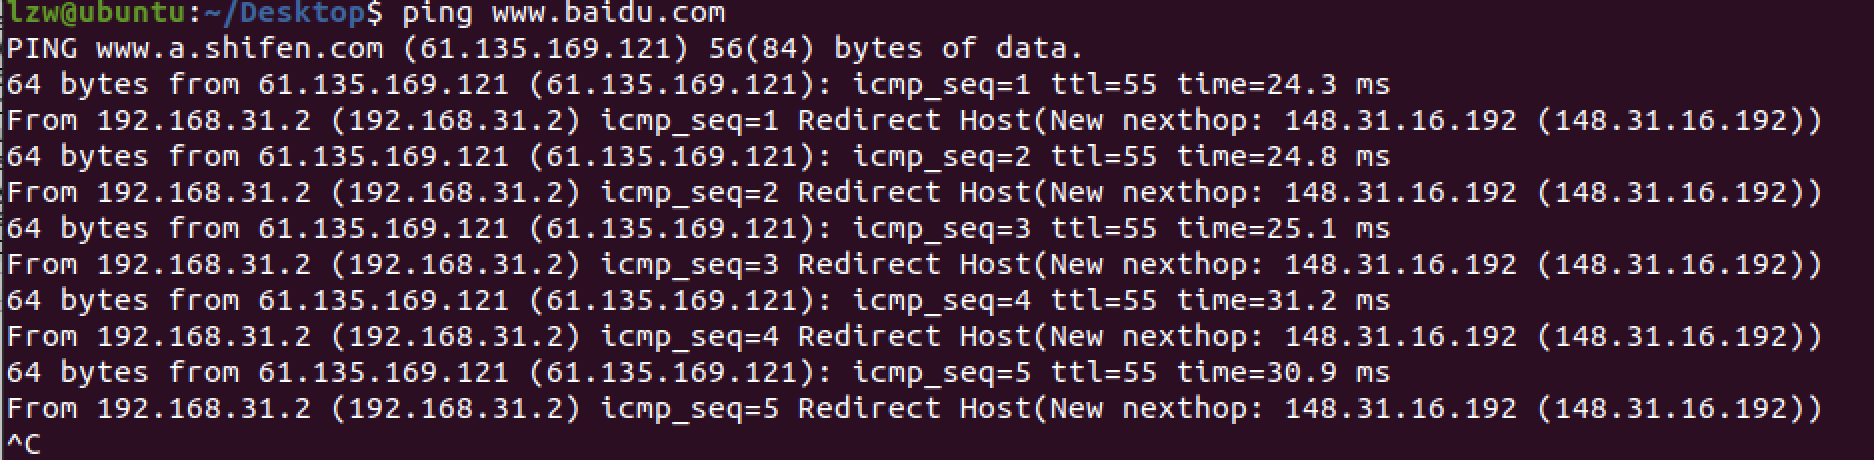 lzw@ubuntu:~/Desktop$ ping www.baidu.com
PING www.a.shifen.com (61.135.169.121) 56(84) bytes of data.
64 bytes from 61.135.169.121 (61.135.169.121): icmp_seq=1 ttl=55 time=24.3 ms
From 192.168.31.2 (192.168.31.2) icmp_seq=1 Redirect Host(New nexthop: 148.31.16.192 (148.31.16.192))
64 bytes from 61.135.169.121 (61.135.169.121): icmp_seq=2 ttl=55 time=24.8 ms
From 192.168.31.2 (192.168.31.2) icmp_seq=2 Redirect Host(New nexthop: 148.31.16.192 (148.31.16.192))
64 bytes from 61.135.169.121 (61.135.169.121): icmp_seq=3 ttl=55 time=25.1 ms
From 192.168.31.2 (192.168.31.2) icmp_seq=3 Redirect Host(New nexthop: 148.31.16.192 (148.31.16.192))
64 bytes from 61.135.169.121 (61.135.169.121): icmp_seq=4 ttl=55 time=31.2 ms
From 192.168.31.2 (192.168.31.2) icmp_seq=4 Redirect Host(New nexthop: 148.31.16.192 (148.31.16.192))
64 bytes from 61.135.169.121 (61.135.169.121): icmp_seq=5 ttl=55 time=30.9 ms
From 192.168.31.2 (192.168.31.2) icmp_seq=5 Redirect Host(New nexthop: 148.31.16.192 (148.31.16.192))
^C